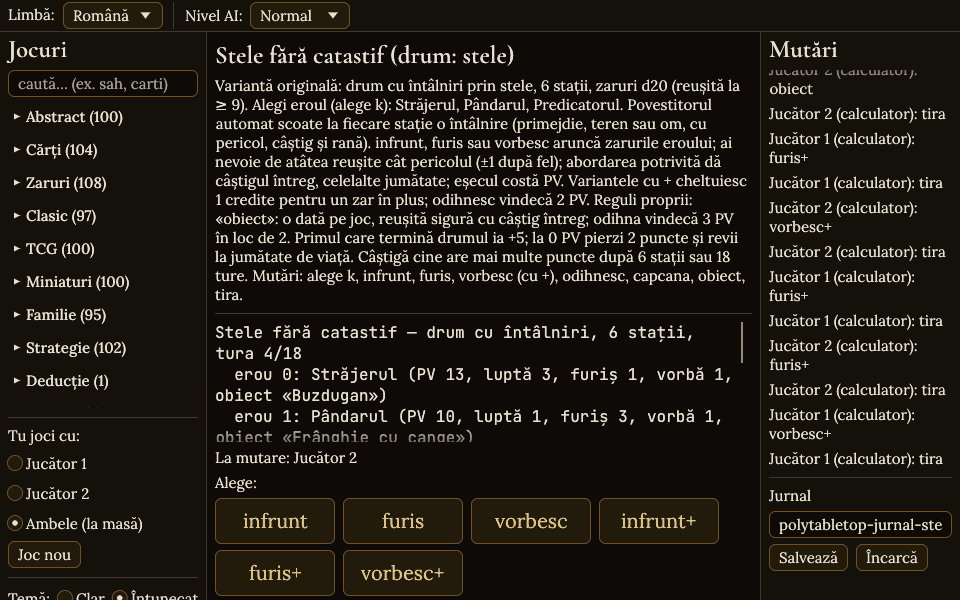 Limbă:
Română
Nivel AI:
Normal
Jocuri
caută... (ex. sah, carti)
Abstract (100)
Cărți (104)
Zaruri (108)
Clasic (97)
TCG (100)
Miniaturi (100)
Familie (95)
Strategie (102)
Deducție (1)
Tu joci cu:
Jucător 1
Jucător 2
Ambele (la masă)
Joc nou
Temă:
Clar
Întunecat
Stele fără catastif (drum: stele)
Variantă originală: drum cu întâlniri prin stele, 6 stații, zaruri d20 (reușită la
≥ 9). Alegi eroul (alege k): Străjerul, Pândarul, Predicatorul. Povestitorul
automat scoate la fiecare stație o întâlnire (primejdie, teren sau om, cu
pericol, câștig și rană). infrunt, furis sau vorbesc aruncă zarurile eroului; ai
nevoie de atâtea reușite cât pericolul (±1 după fel); abordarea potrivită dă
câștigul întreg, celelalte jumătate; eșecul costă PV. Variantele cu + cheltuiesc
1 credite pentru un zar în plus; odihnesc vindecă 2 PV. Reguli proprii:
«obiect»: o dată pe joc, reușită sigură cu câștig întreg; odihna vindecă 3 PV
în loc de 2. Primul care termină drumul ia +5; la 0 PV pierzi 2 puncte și revii
la jumătate de viață. Câștigă cine are mai multe puncte după 6 stații sau 18
ture. Mutări: alege k, infrunt, furis, vorbesc (cu +), odihnesc, capcana, obiect,
tira.
Stele fără catastif — drum cu întâlniri, 6 stații,
tura 4/18
erou 0: Străjerul (PV 13, luptă 3, furiș 1, vorbă 1,
obiect «Buzdugan»)
erou 1: Pândarul (PV 10, luptă 1, furiș 3, vorbă 1,
obiect «Frânghie cu cange»)
La mutare: Jucător 2
Alege:
infrunt
furis
vorbesc
infrunt+
furis+
vorbesc+
Mutări
Jucător 2 (calculator):
obiect
Jucător 2 (calculator): tira
Jucător 1 (calculator):
furis+
Jucător 1 (calculator): tira
Jucător 2 (calculator):
vorbesc+
Jucător 2 (calculator): tira
Jucător 1 (calculator):
furis+
Jucător 1 (calculator): tira
Jucător 2 (calculator):
furis+
Jucător 2 (calculator): tira
Jucător 1 (calculator):
vorbesc+
Jucător 1 (calculator): tira
Jurnal
polytabletop-jurnal-ste
Salvează
Încarcă